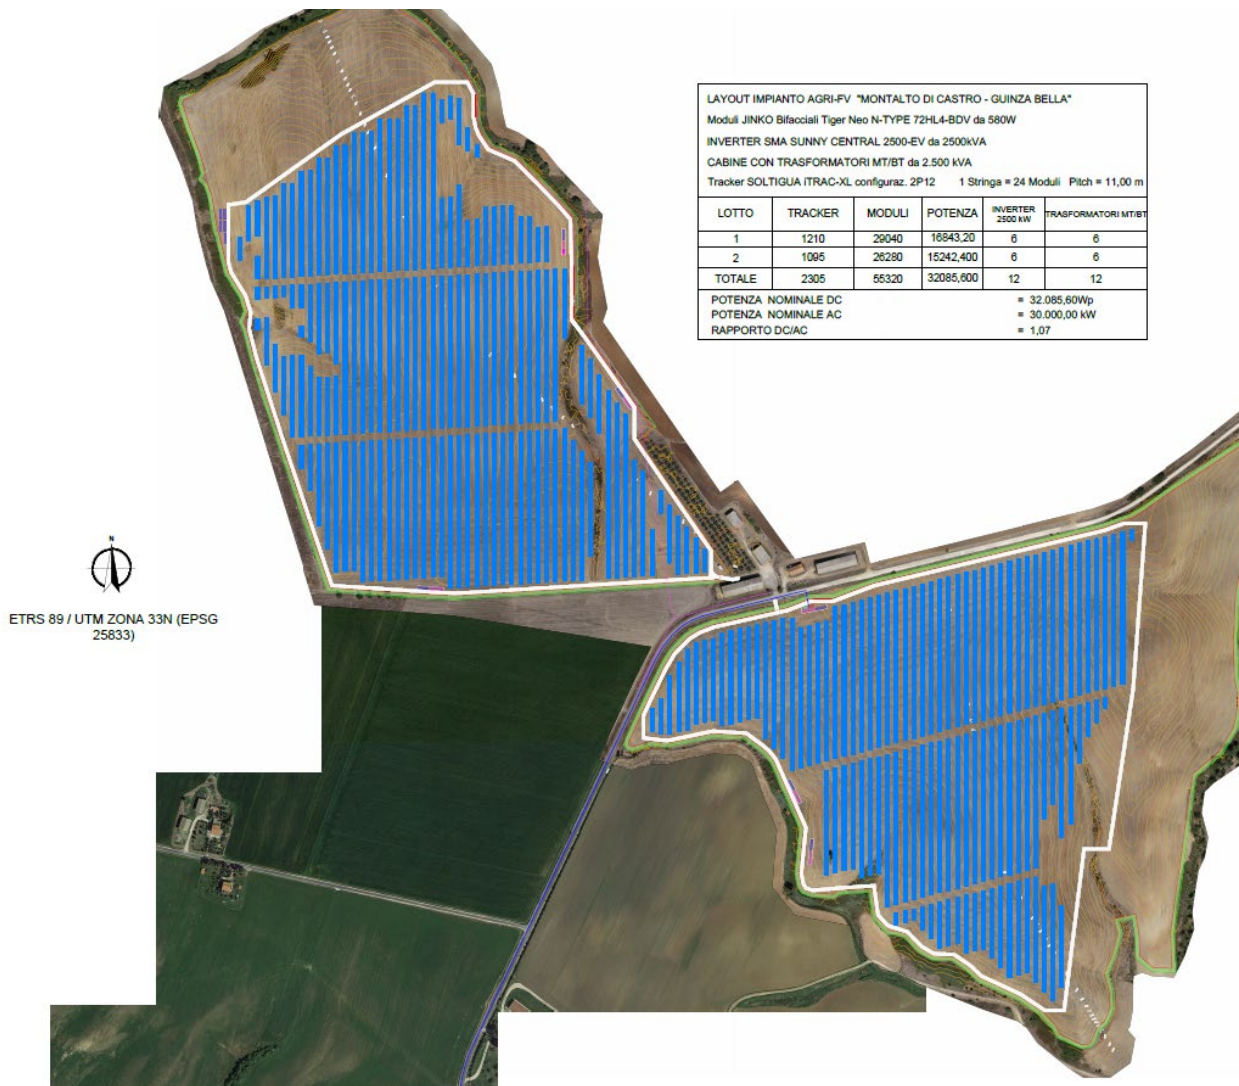 LAYOUT IMPIANTO AGRI-FV "MONTALTO DI CASTRO - GUINZA BELLA"
Moduli JINKO Bifacciali Tiger Neo N-TYPE 72HL4-BDV da 580W
INVERTER SMA SUNNY CENTRAL 2500-EV da 2500kVA
CABINE CON TRASFORMATORI MT/BT da 2.500 kVA
Tracker SOLTIGUA iTRAC-XL configuraz. 2P12 1 Stringa = 24 Moduli Pitch = 11,00 m
LOTTO TRACKER MODULI POTENZA INVERTER 2500 kW TRASFORMATORI MT/BT
1 1210 29040 16843,20 6 6
2 1095 26280 15242,400 6 6
TOTALE 2305 55320 32085,600 12 12
POTENZA NOMINALE DC = 32.085,60Wp
POTENZA NOMINALE AC = 30.000,00 kW
RAPPORTO DC/AC = 1,07
N
ETRS 89 / UTM ZONA 33N (EPSG
25833)